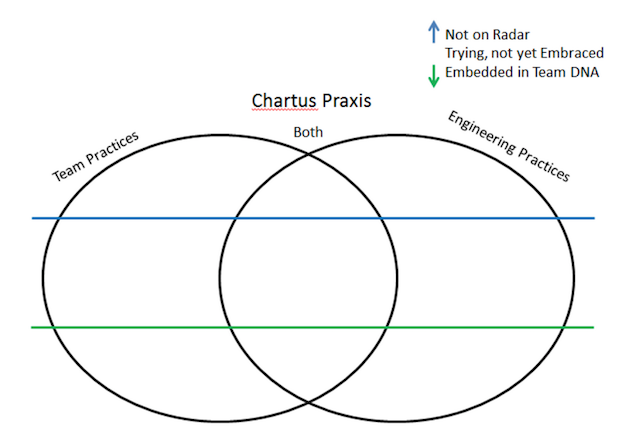 Not on Radar
Trying, not yet Embraced
Embedded in Team DNA
Chartus Praxis
Both
Team Practices
Engineering Practices